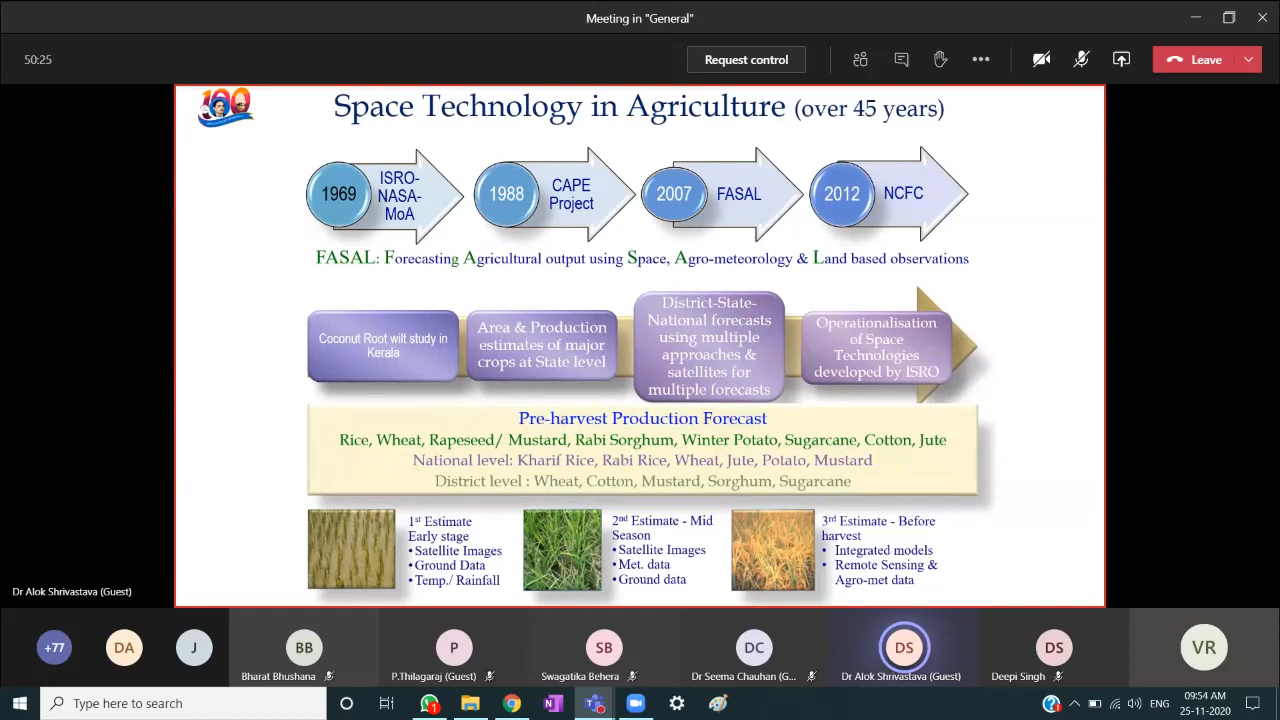 Meeting in "General"
50:25
Request control
Leave
100
Space Technology in Agriculture (over 45 years)
1969
ISRO-
NASA-
MoA
1988
CAPE
Project
2007
FASAL
2012
NCFC
FASAL: Forecasting Agricultural output using Space, Agro-meteorology & Land based observations
Coconut Root wilt study in
Kerala
Area & Production
estimates of major
crops at State level
District-State-
National forecasts
using multiple
approaches &
satellites for
multiple forecasts
Operationalisation
of Space
Technologies
developed by ISRO
Pre-harvest Production Forecast
Rice, Wheat, Rapeseed/ Mustard, Rabi Sorghum, Winter Potato, Sugarcane, Cotton, Jute
National level: Kharif Rice, Rabi Rice, Wheat, Jute, Potato, Mustard
District level : Wheat, Cotton, Mustard, Sorghum, Sugarcane
1st Estimate
Early stage
• Satellite Images
• Ground Data
• Temp./ Rainfall
2nd Estimate - Mid
Season
• Satellite Images
• Met. data
• Ground data
3rd Estimate - Before
harvest
• Integrated models
• Remote Sensing &
Agro-met data
Dr Alok Shrivastava (Guest)
+77
DA
J
BB
Bharat Bhushana
P
P.Thilagaraj (Guest)
SB
Swagatika Behera
DC
Dr Seema Chauhan (G...
DS
Dr Alok Shrivastava (Guest)
DS
Deepi Singh
VR
Type here to search
1
ENG
09:54 AM
25-11-2020